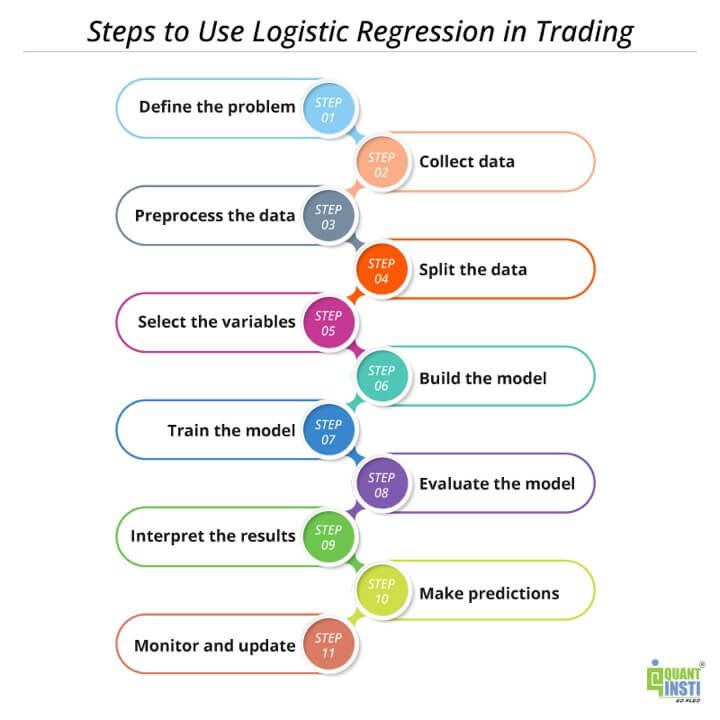 Steps to Use Logistic Regression in Trading
Define the problem
STEP
01
STEP
02
Collect data
Preprocess the data
STEP
03
STEP
04
Split the data
Select the variables
STEP
05
STEP
06
Build the model
Train the model
STEP
07
STEP
08
Evaluate the model
Interpret the results
STEP
09
STEP
10
Make predictions
Monitor and update
STEP
11
QUANT®
INSTI
GO ALGO